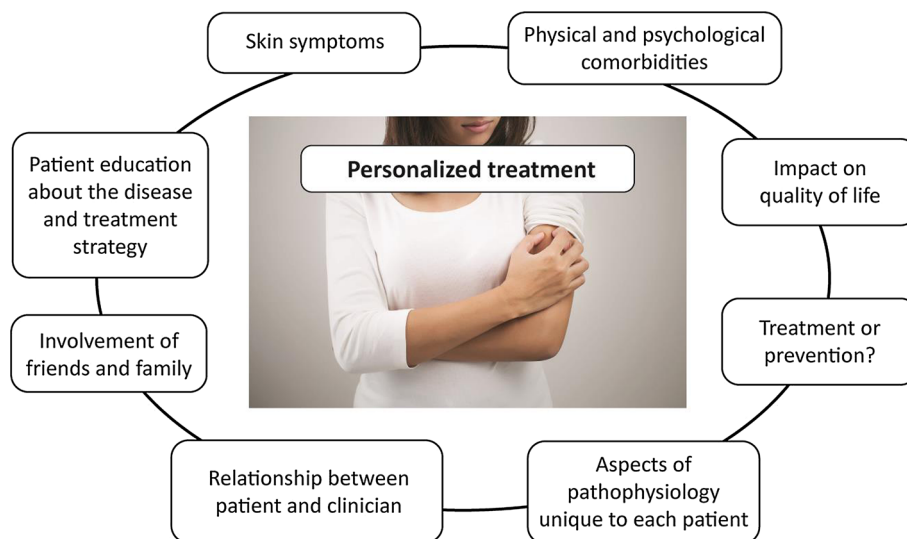 Skin symptoms
Physical and psychological
comorbidities
Patient education
about the disease
and treatment
strategy
Personalized treatment
Impact on
quality of life
Involvement of
friends and family
Treatment or
prevention?
Relationship between
patient and clinician
Aspects of
pathophysiology
unique to each patient